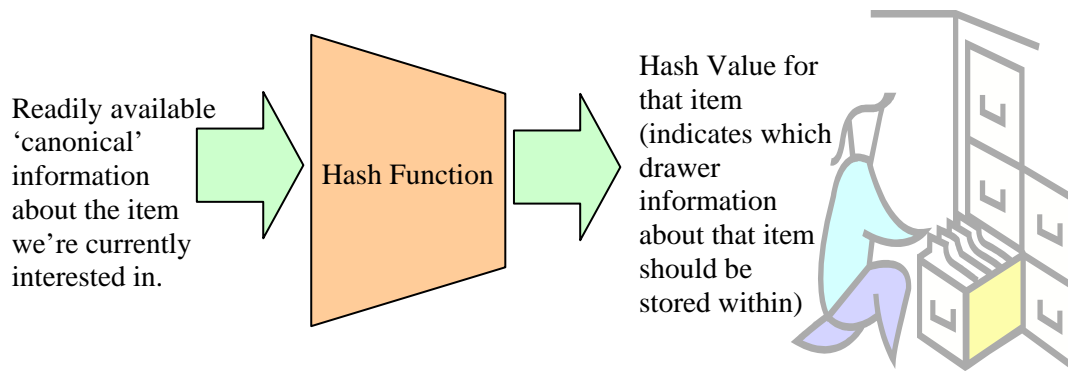 Readily available
‘canonical’
information
about the item
we’re currently
interested in.
Hash Function
Hash Value for
that item
(indicates which
drawer
information
about that item
should be
stored within)